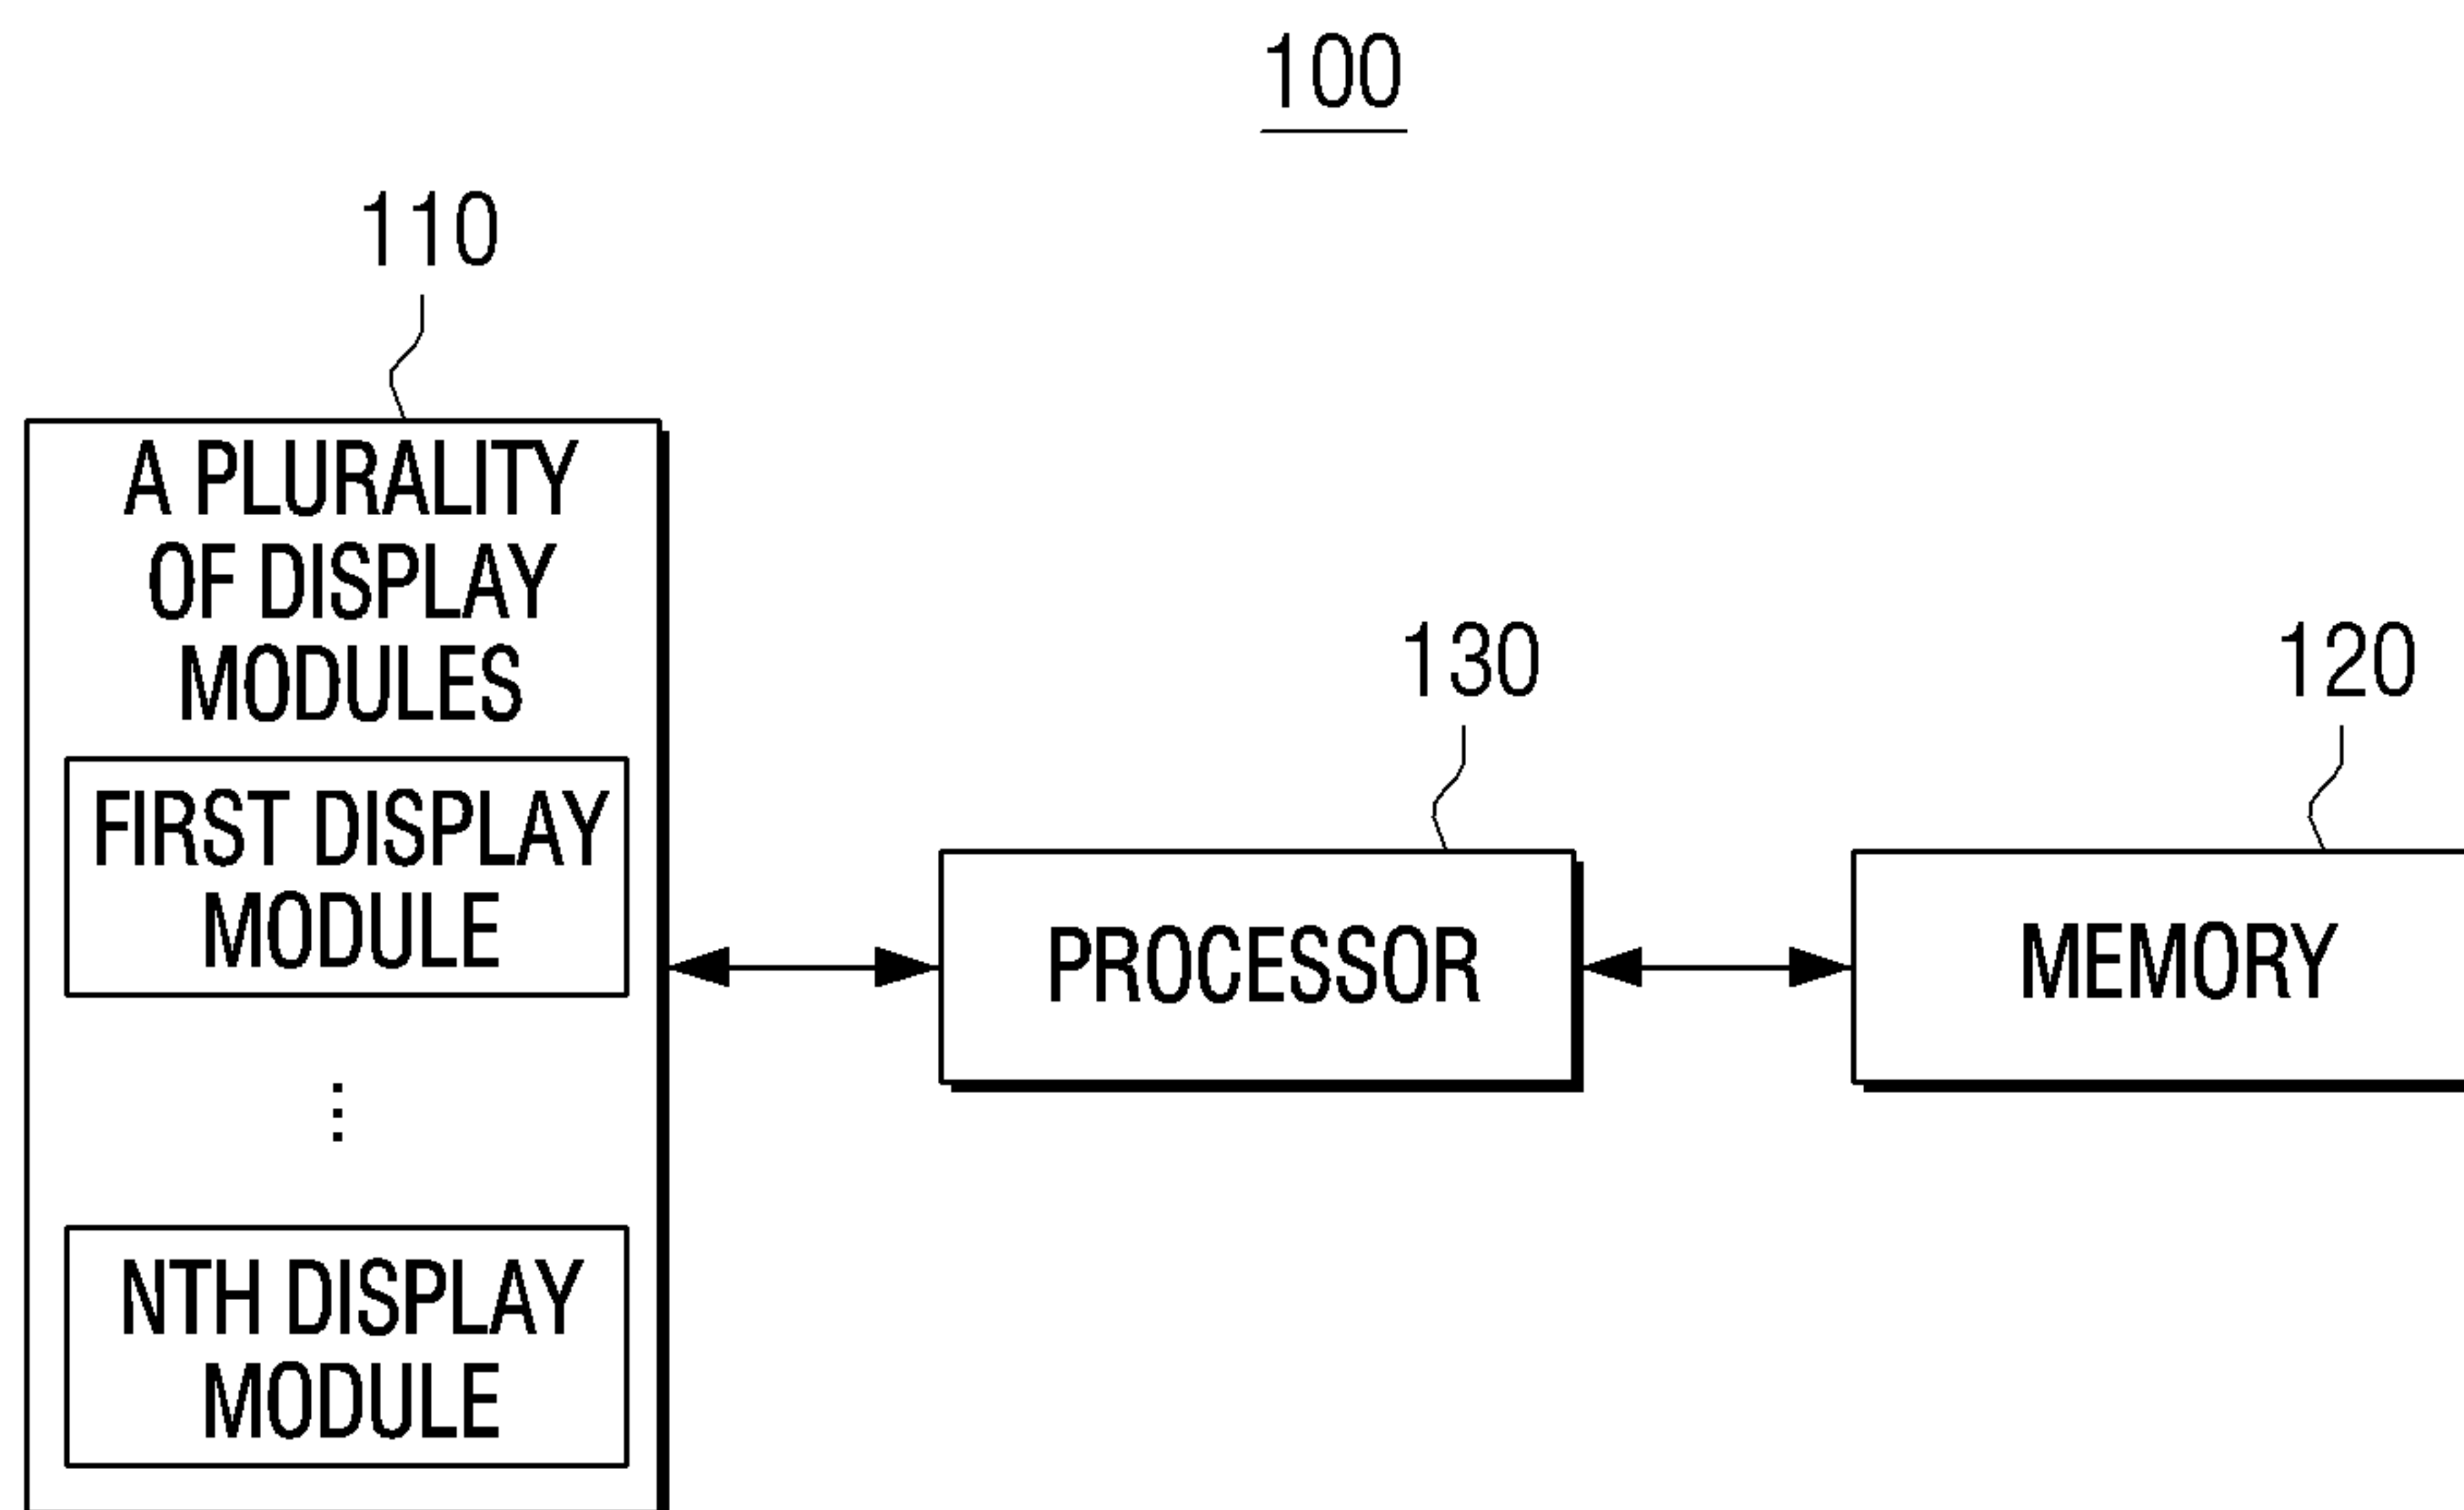 100
110
A PLURALITY
OF DISPLAY
MODULES
FIRST DISPLAY
MODULE
⋮
NTH DISPLAY
MODULE
130
PROCESSOR
120
MEMORY